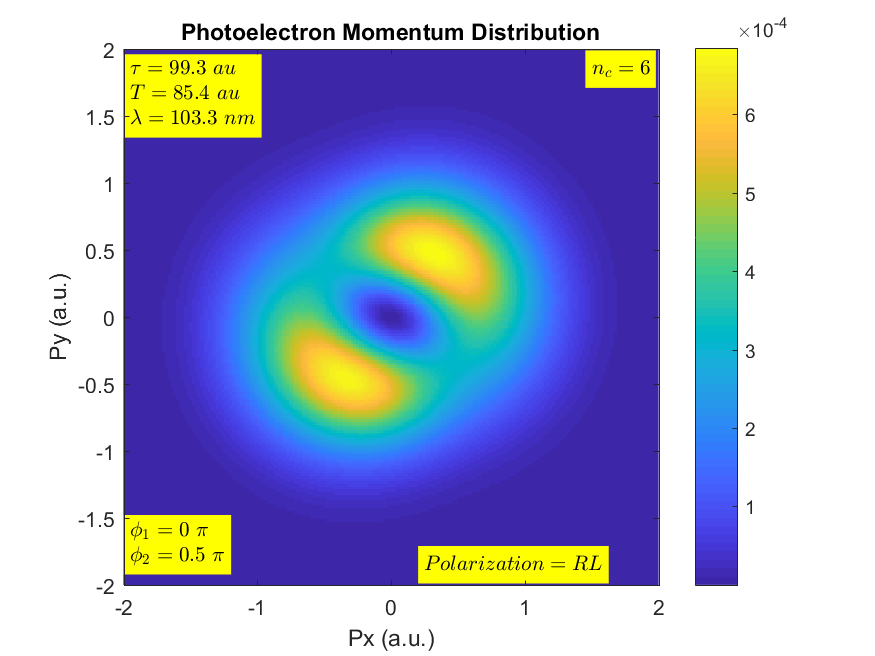 Photoelectron Momentum Distribution
×10⁻⁴
τ = 99.3 au
T = 85.4 au
λ = 103.3 nm
n_c = 6
ϕ₁ = 0 π
ϕ₂ = 0.5 π
Polarization = RL
2
1.5
1
0.5
0
-0.5
-1
-1.5
-2
Py (a.u.)
-2
-1
0
1
2
Px (a.u.)
6
5
4
3
2
1